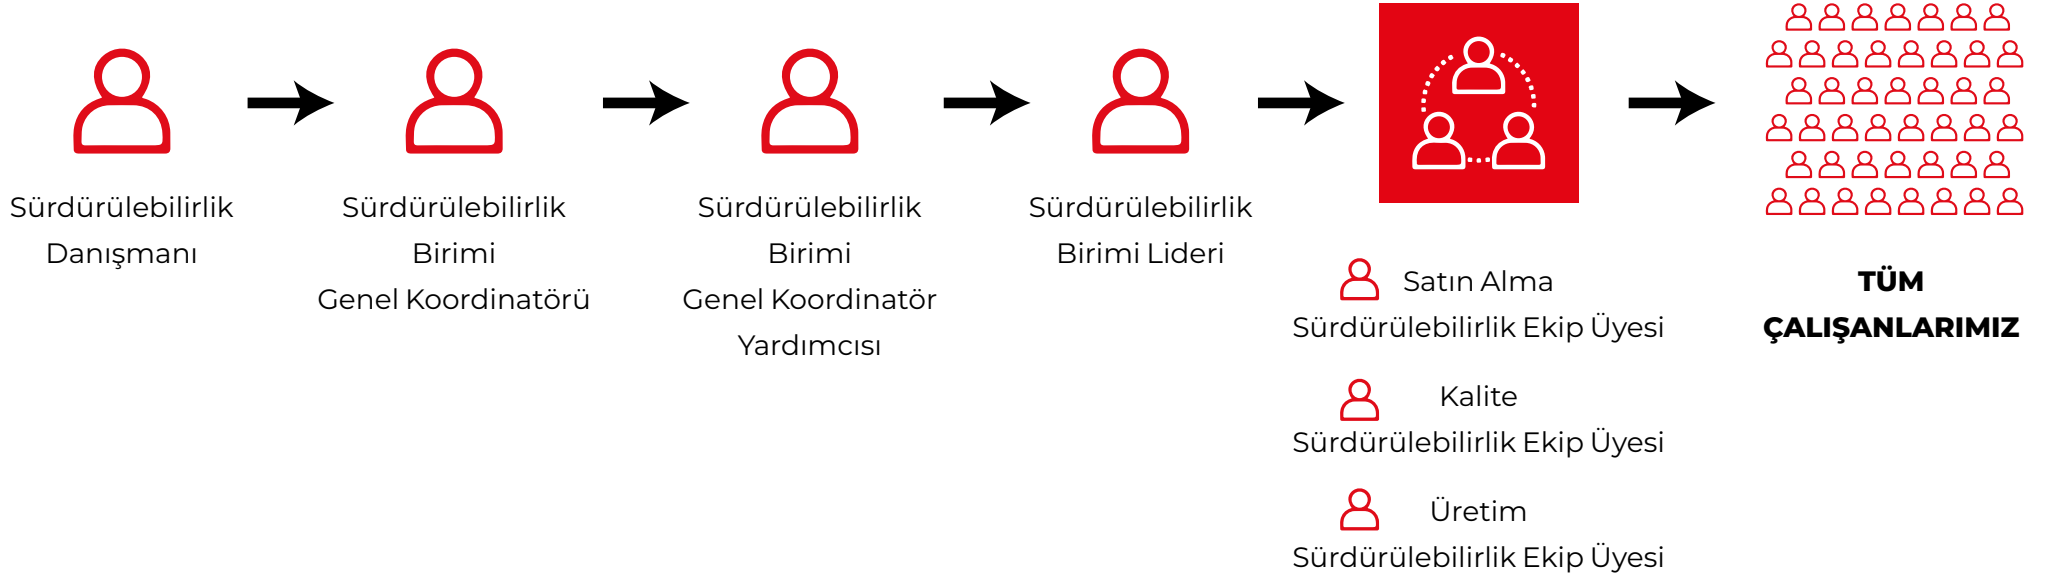 Sürdürülebilirlik
Danışmanı
Sürdürülebilirlik
Birimi
Genel Koordinatörü
Sürdürülebilirlik
Birimi
Genel Koordinatör
Yardımcısı
Sürdürülebilirlik
Birimi Lideri
Satın Alma
Sürdürülebilirlik Ekip Üyesi
Kalite
Sürdürülebilirlik Ekip Üyesi
Üretim
Sürdürülebilirlik Ekip Üyesi
TÜM
ÇALIŞANLARIMIZ